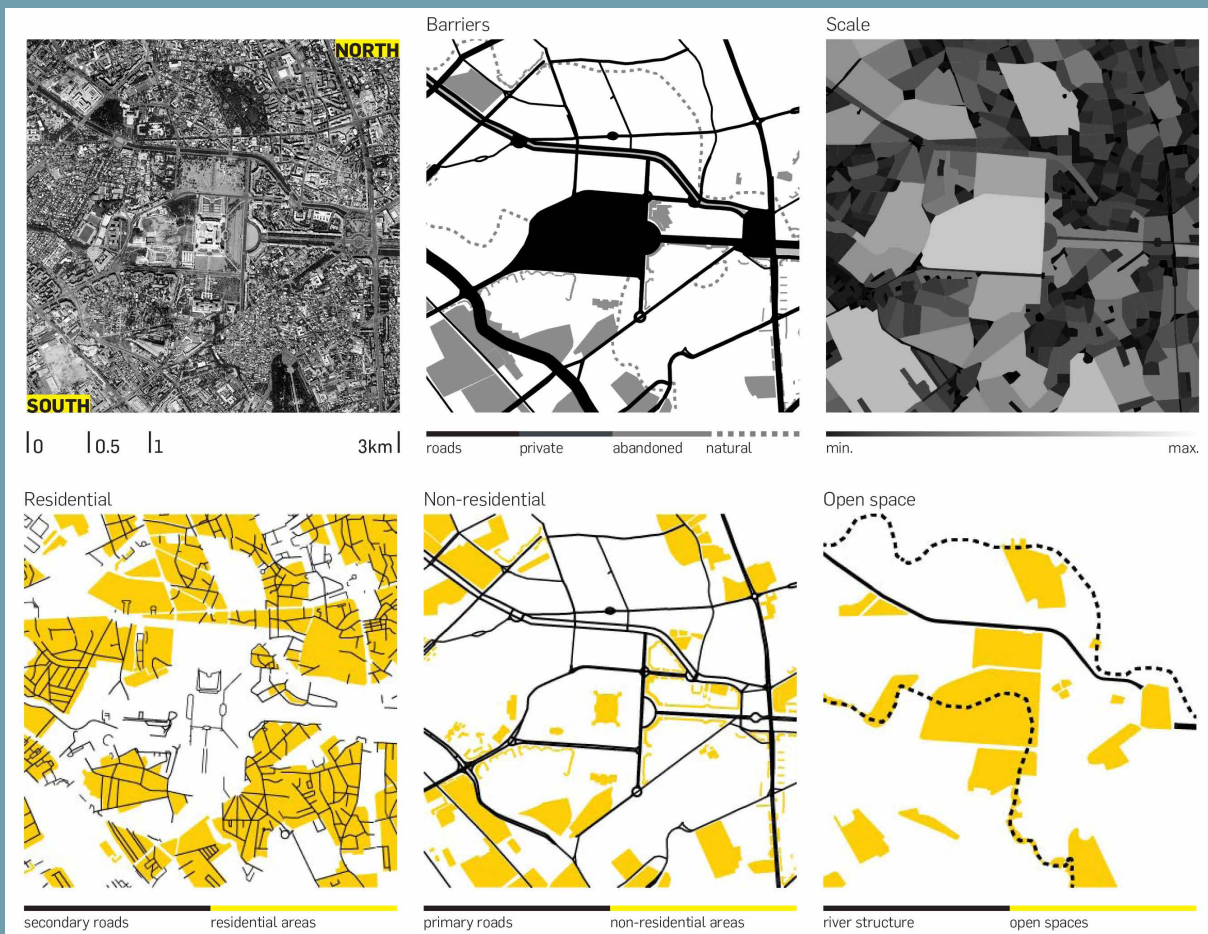 Barriers
Scale
NORTH
SOUTH
0 0.5 1 3km
roads private abandoned natural
min. max.
Residential
Non-residential
Open space
secondary roads residential areas
primary roads non-residential areas
river structure open spaces